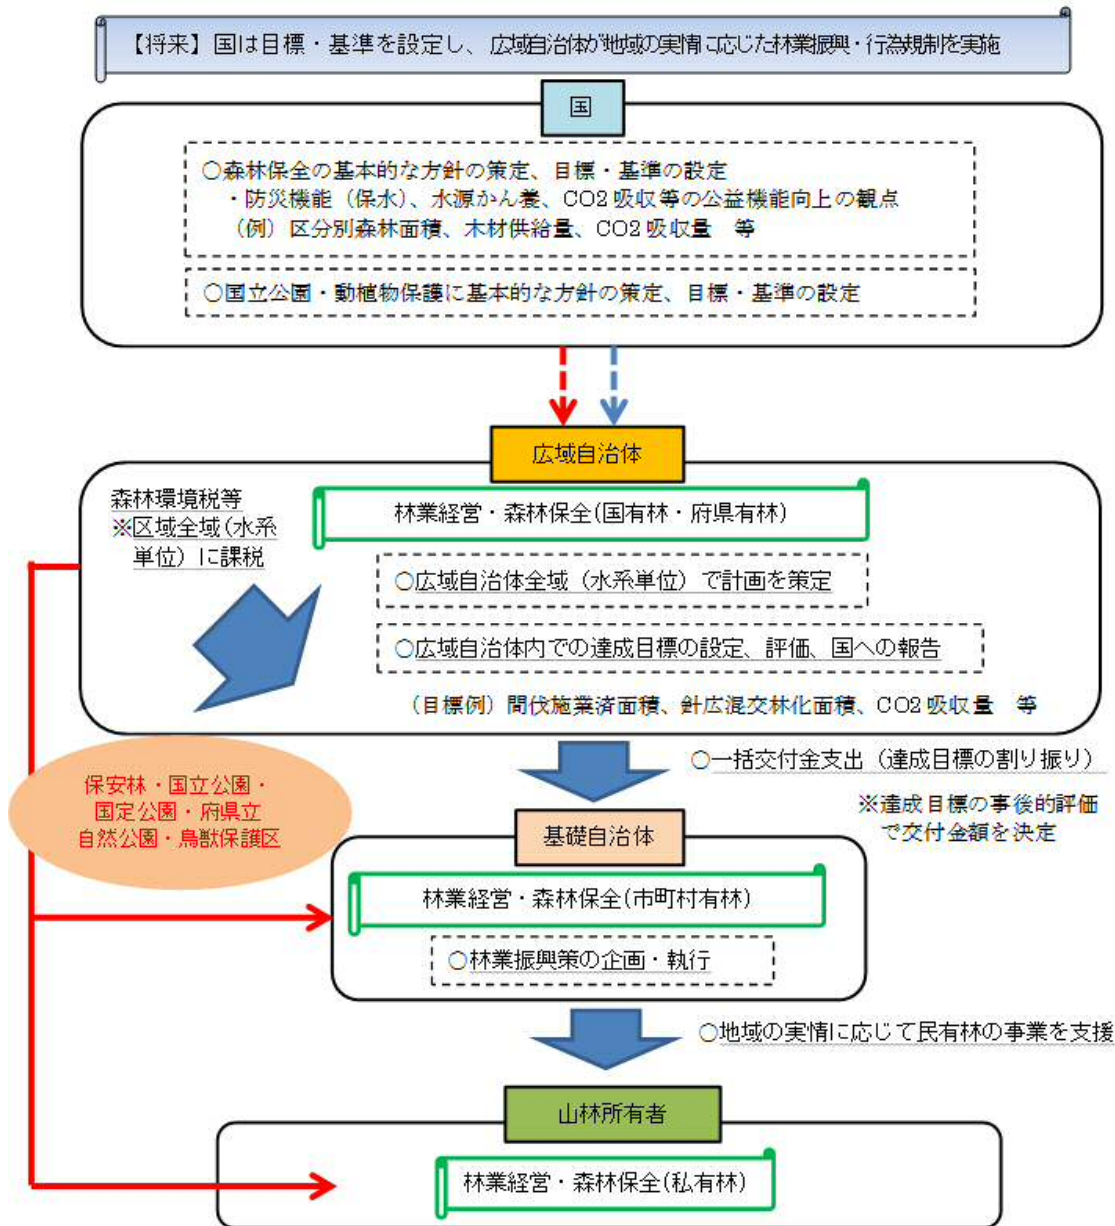 【将来】国は目標・基準を設定し、広域自治体が地域の実情に応じた林業振興・行為規制を実施
国
○森林保全の基本的な方針の策定、目標・基準の設定
・防災機能（保水）、水源かん養、CO2吸収等の公益機能向上の観点
（例）区分別森林面積、木材供給量、CO2吸収量　等
○国立公園・動植物保護に基本的な方針の策定、目標・基準の設定
広域自治体
森林環境税等
※区域全域(水系
単位）に課税
林業経営・森林保全(国有林・府県有林)
○広域自治体全域（水系単位）で計画を策定
○広域自治体内での達成目標の設定、評価、国への報告
（目標例）間伐施業済面積、針広混交林化面積、CO2吸収量　等
○一括交付金支出（達成目標の割り振り）
※達成目標の事後的評価
で交付金額を決定
保安林・国立公園・
国定公園・府県立
自然公園・鳥獣保護区
基礎自治体
林業経営・森林保全(市町村有林)
○林業振興策の企画・執行
○地域の実情に応じて民有林の事業を支援
山林所有者
林業経営・森林保全(私有林)